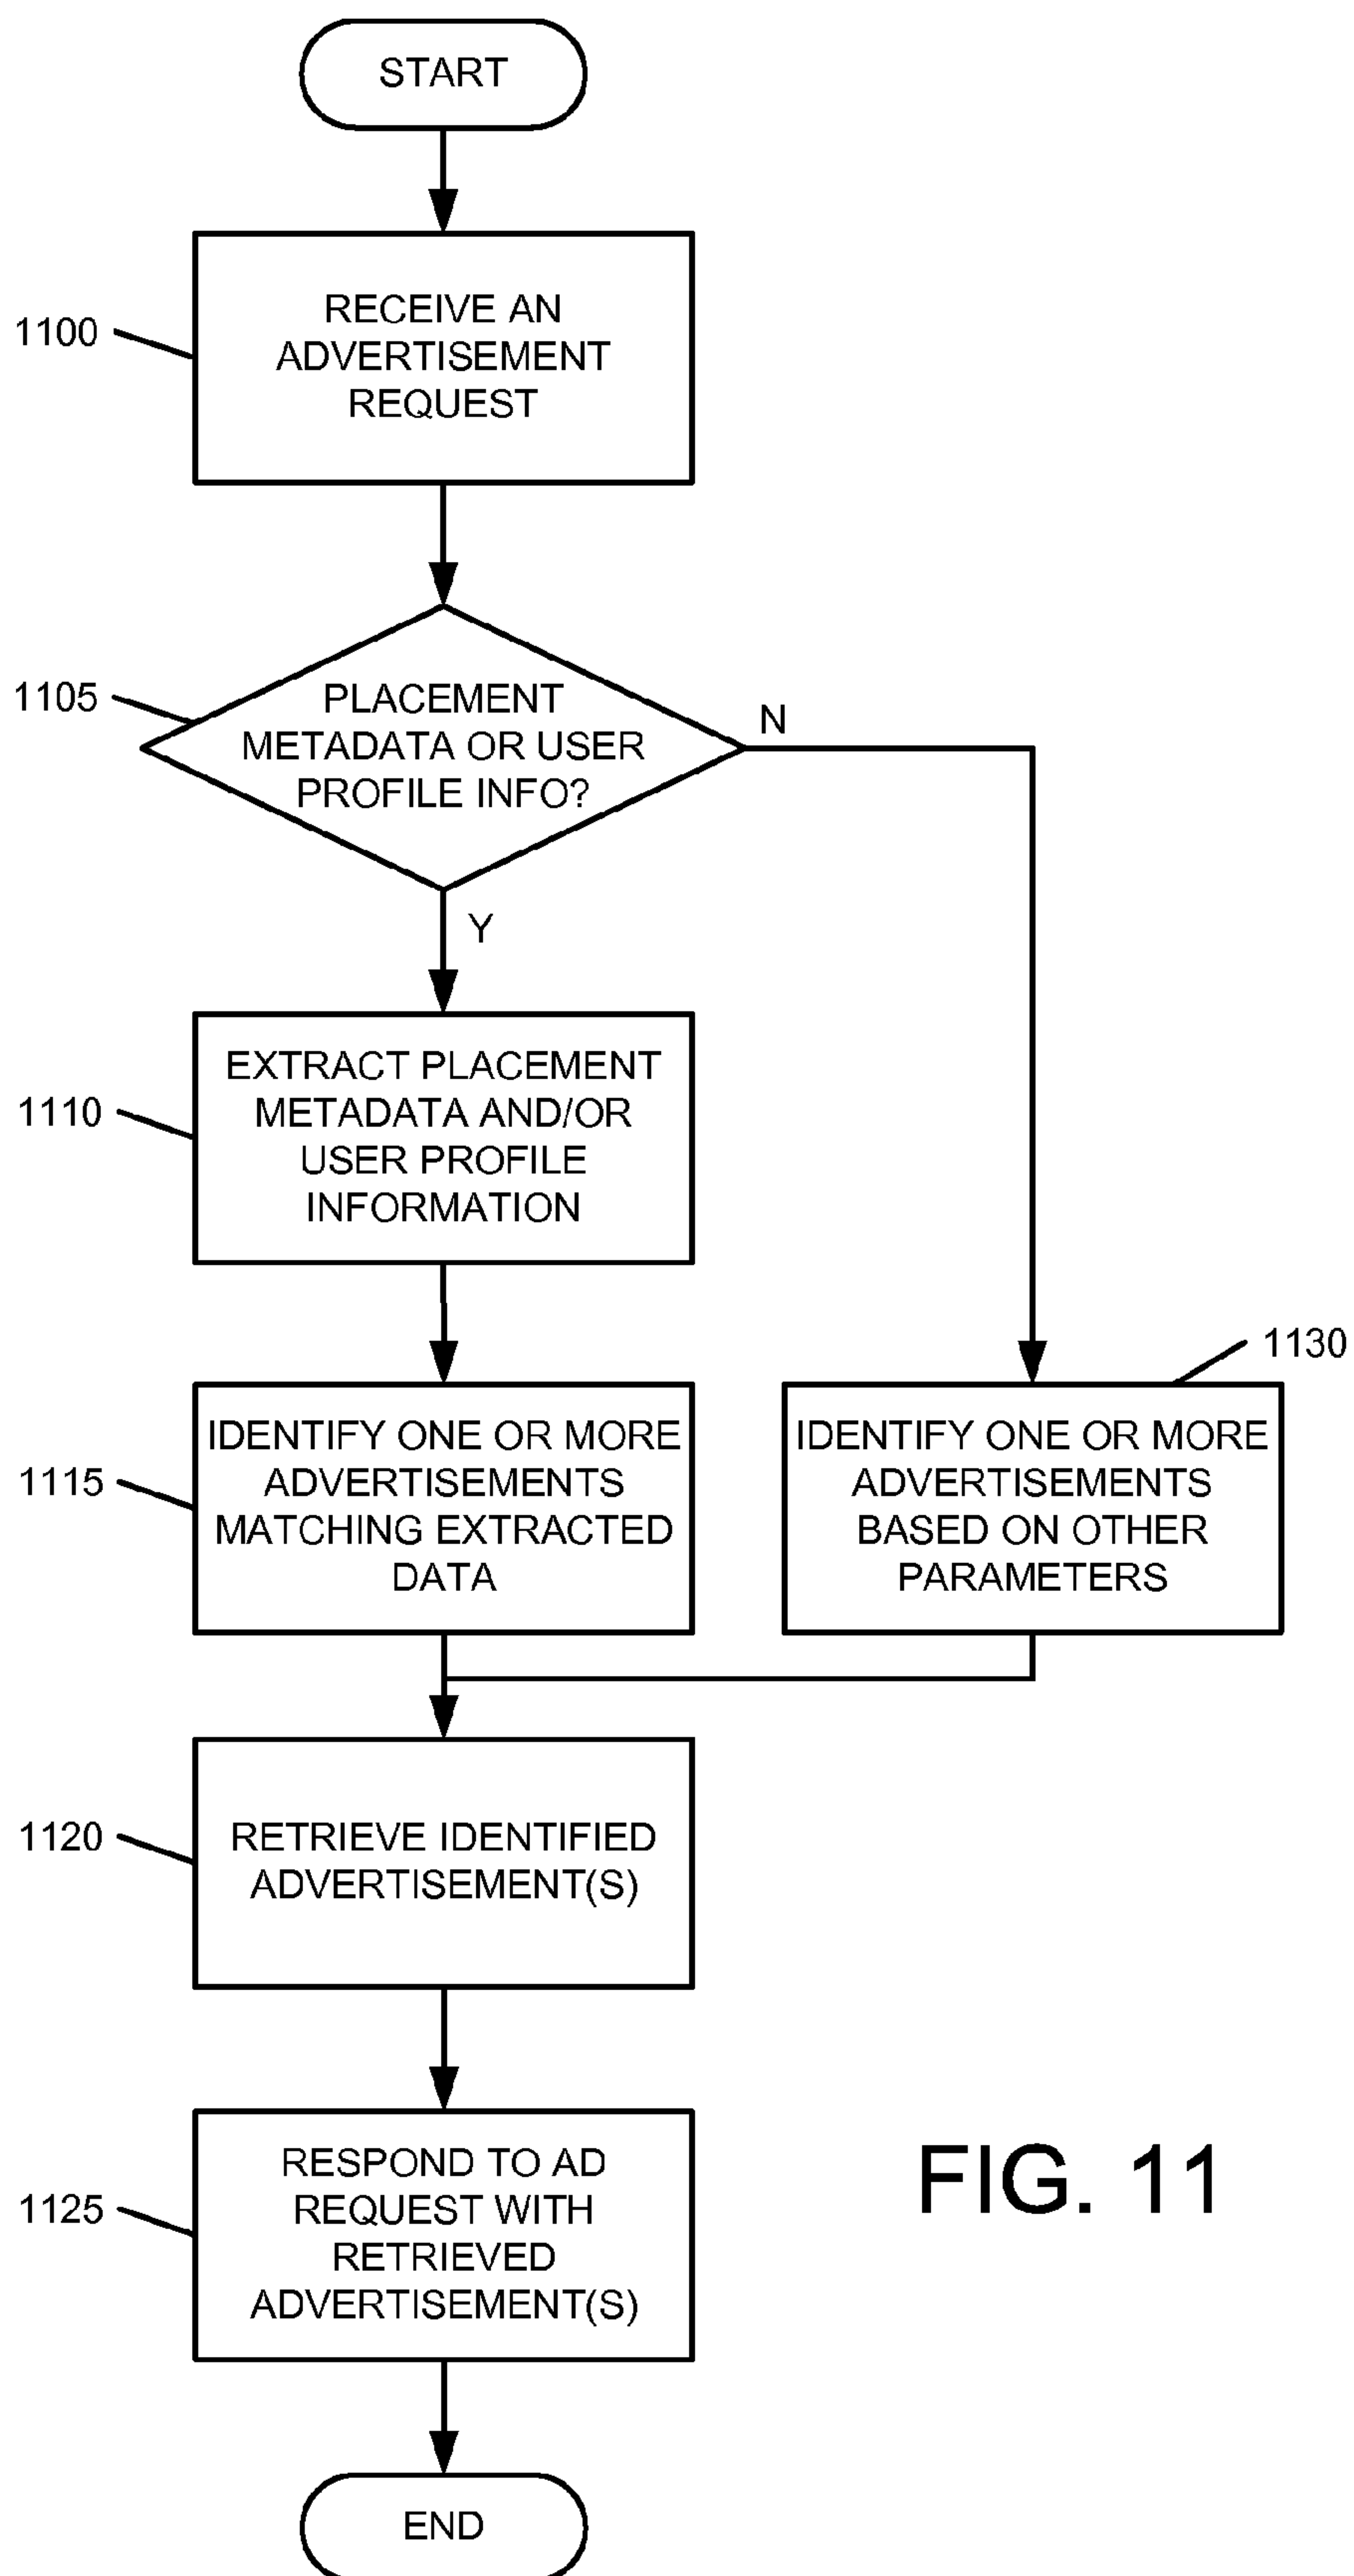 START
1100
RECEIVE AN
ADVERTISEMENT
REQUEST
1105
PLACEMENT
METADATA OR USER
PROFILE INFO?
N
Y
1110
EXTRACT PLACEMENT
METADATA AND/OR
USER PROFILE
INFORMATION
1115
IDENTIFY ONE OR MORE
ADVERTISEMENTS
MATCHING EXTRACTED
DATA
1130
IDENTIFY ONE OR MORE
ADVERTISEMENTS
BASED ON OTHER
PARAMETERS
1120
RETRIEVE IDENTIFIED
ADVERTISEMENT(S)
1125
RESPOND TO AD
REQUEST WITH
RETRIEVED
ADVERTISEMENT(S)
FIG. 11
END